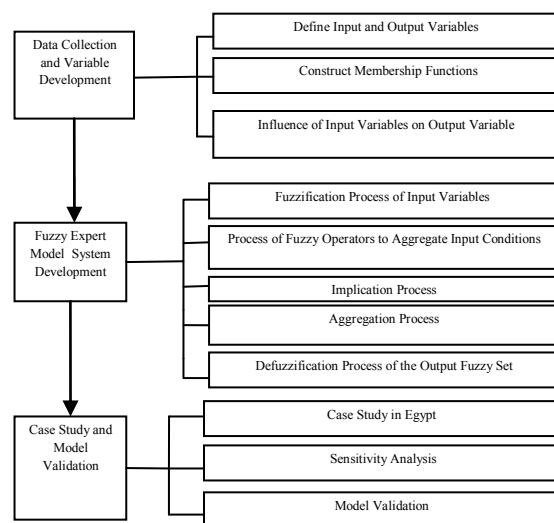 Data Collection
and Variable
Development
Define Input and Output Variables
Construct Membership Functions
Influence of Input Variables on Output Variable
Fuzzy Expert
Model System
Development
Fuzzification Process of Input Variables
Process of Fuzzy Operators to Aggregate Input Conditions
Implication Process
Aggregation Process
Defuzzification Process of the Output Fuzzy Set
Case Study and
Model
Validation
Case Study in Egypt
Sensitivity Analysis
Model Validation